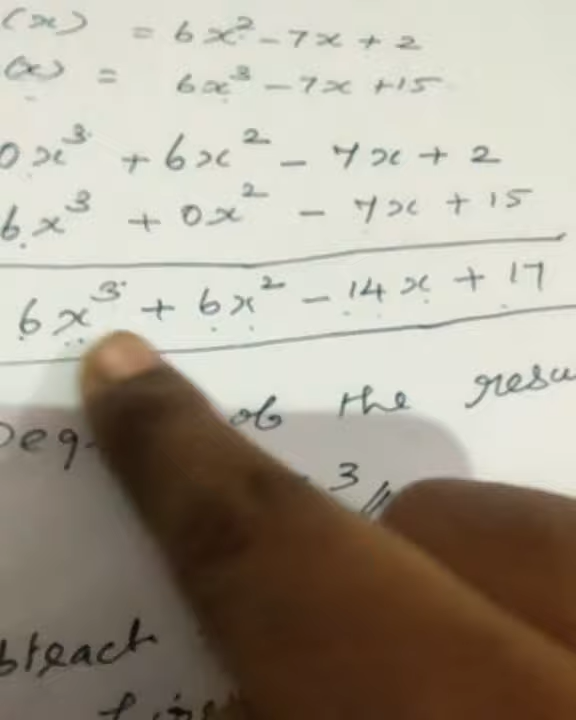 (x) = 6x² - 7x + 2
(x) = 6x³ - 7x + 15
0x³ + 6x² - 7x + 2
6x³ + 0x² - 7x + 15
6x³ + 6x² - 14x + 17
of the
3